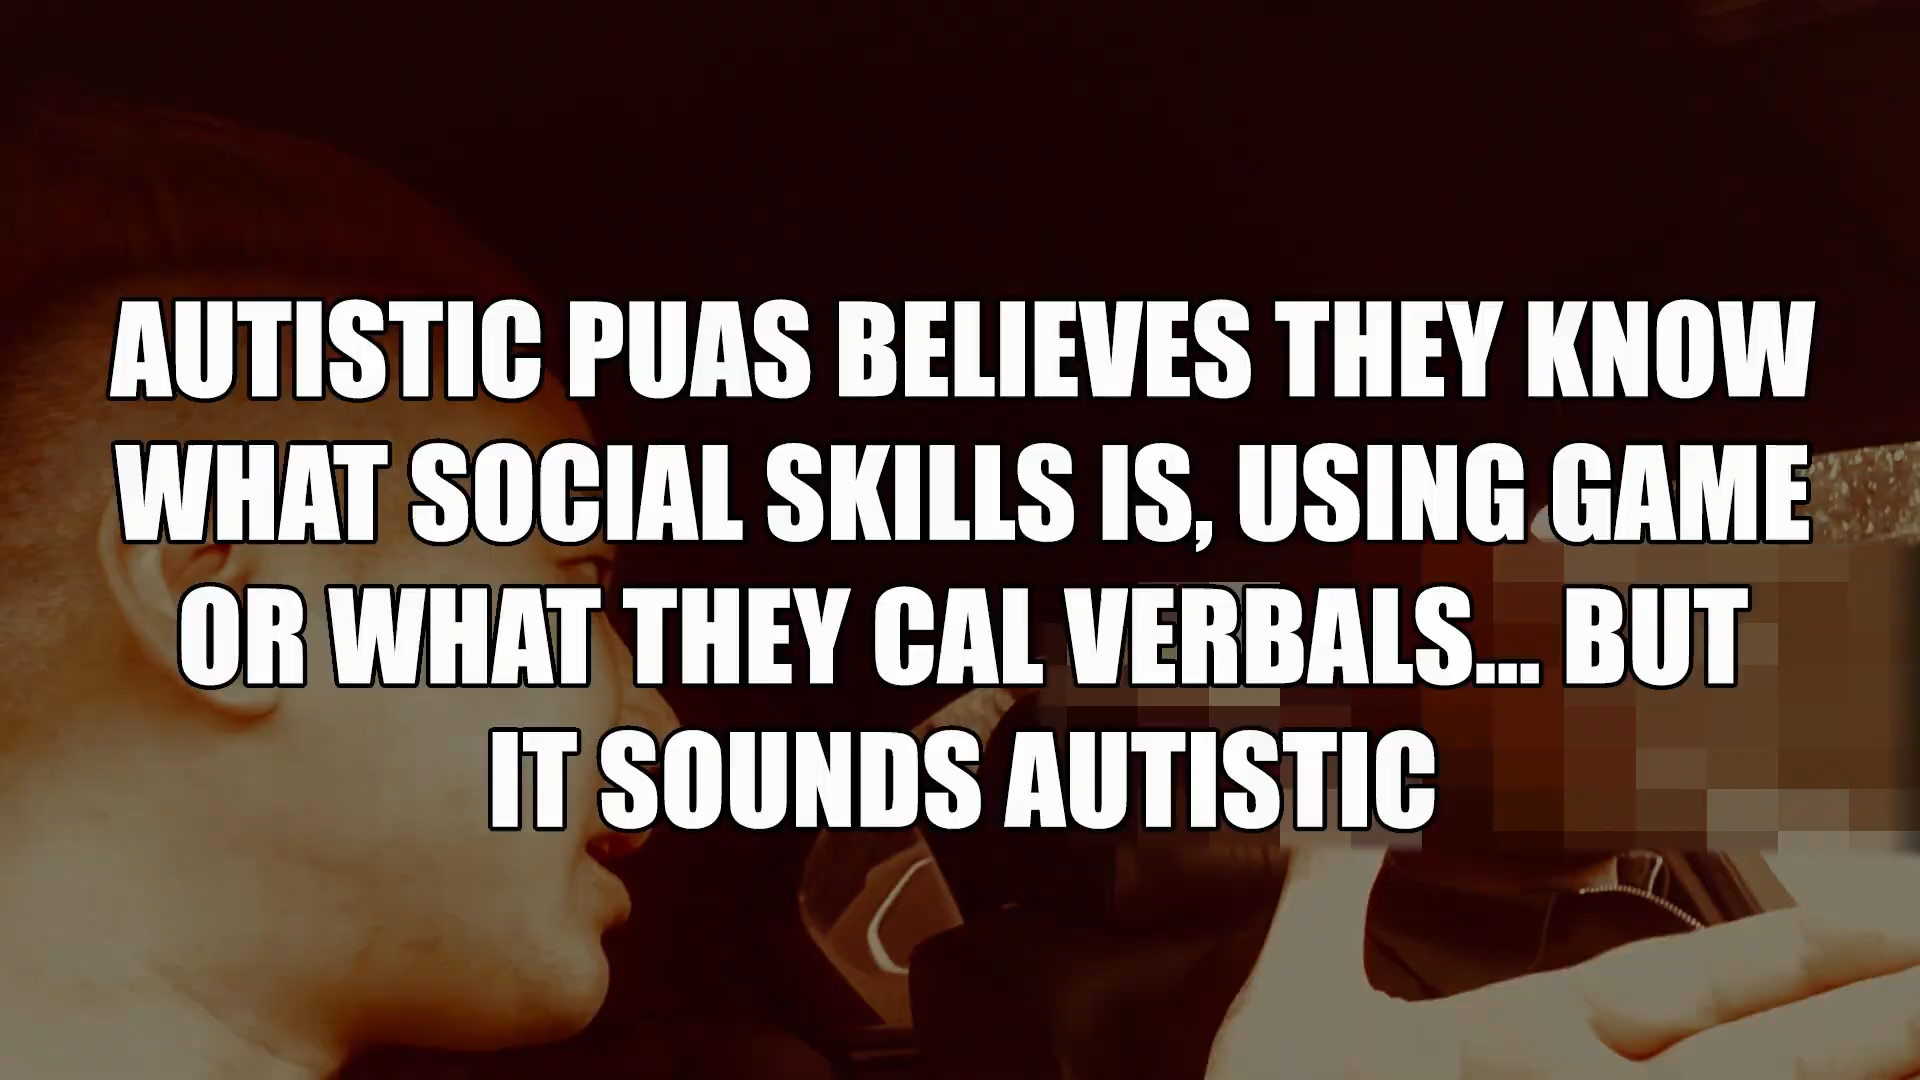 AUTISTIC PUAS BELIEVES THEY KNOW
WHAT SOCIAL SKILLS IS, USING GAME
OR WHAT THEY CAL VERBALS... BUT
IT SOUNDS AUTISTIC